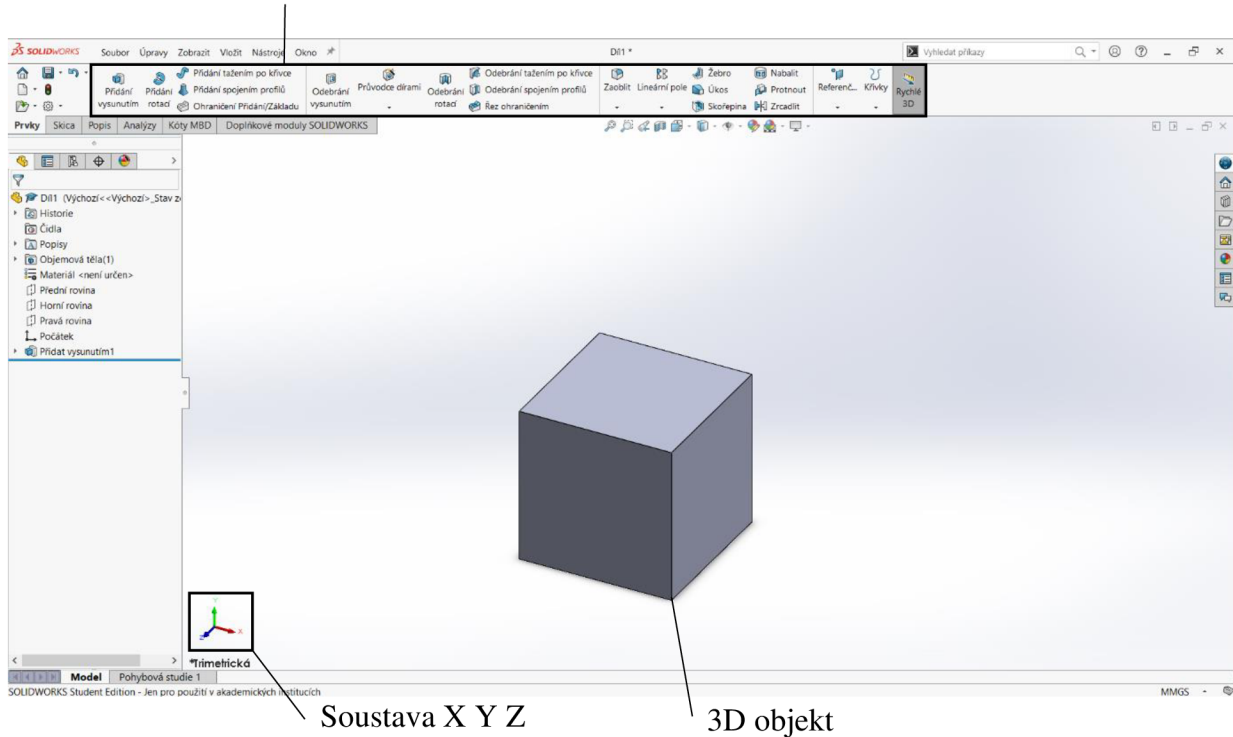 SOLIDWORKS Soubor Úpravy Zobrazit Vložit Nástroje Okno Díl1 * Vyhledat příkazy
Přidání vysunutím
Přidání rotací
Přidání tažením po křivce
Přidání spojením profilů
Ohraničení Přidání/Základu
Odebrání vysunutím
Průvodce dírami
Odebrání rotací
Odebrání tažením po křivce
Odebrání spojením profilů
Řez ohraničením
Zaoblit
Lineární pole
Žebro
Úkos
Skořepina
Nabalit
Protnout
Zrcadlit
Referenč...
Křivky
Rychlé 3D
Prvky Skica Popis Analýzy Kóty MBD Doplňkové moduly SOLIDWORKS
Díl1 (Výchozí<<Výchozí>_Stav z
Historie
Čidla
Popisy
Objemová těla(1)
Materiál <není určen>
Přední rovina
Horní rovina
Pravá rovina
Počátek
Přidat vysunutím1
Y
X
Z
*Trimetrická
Model Pohybová studie 1
SOLIDWORKS Student Edition - Jen pro použití v akademických institucích MMGS
Soustava X Y Z
3D objekt